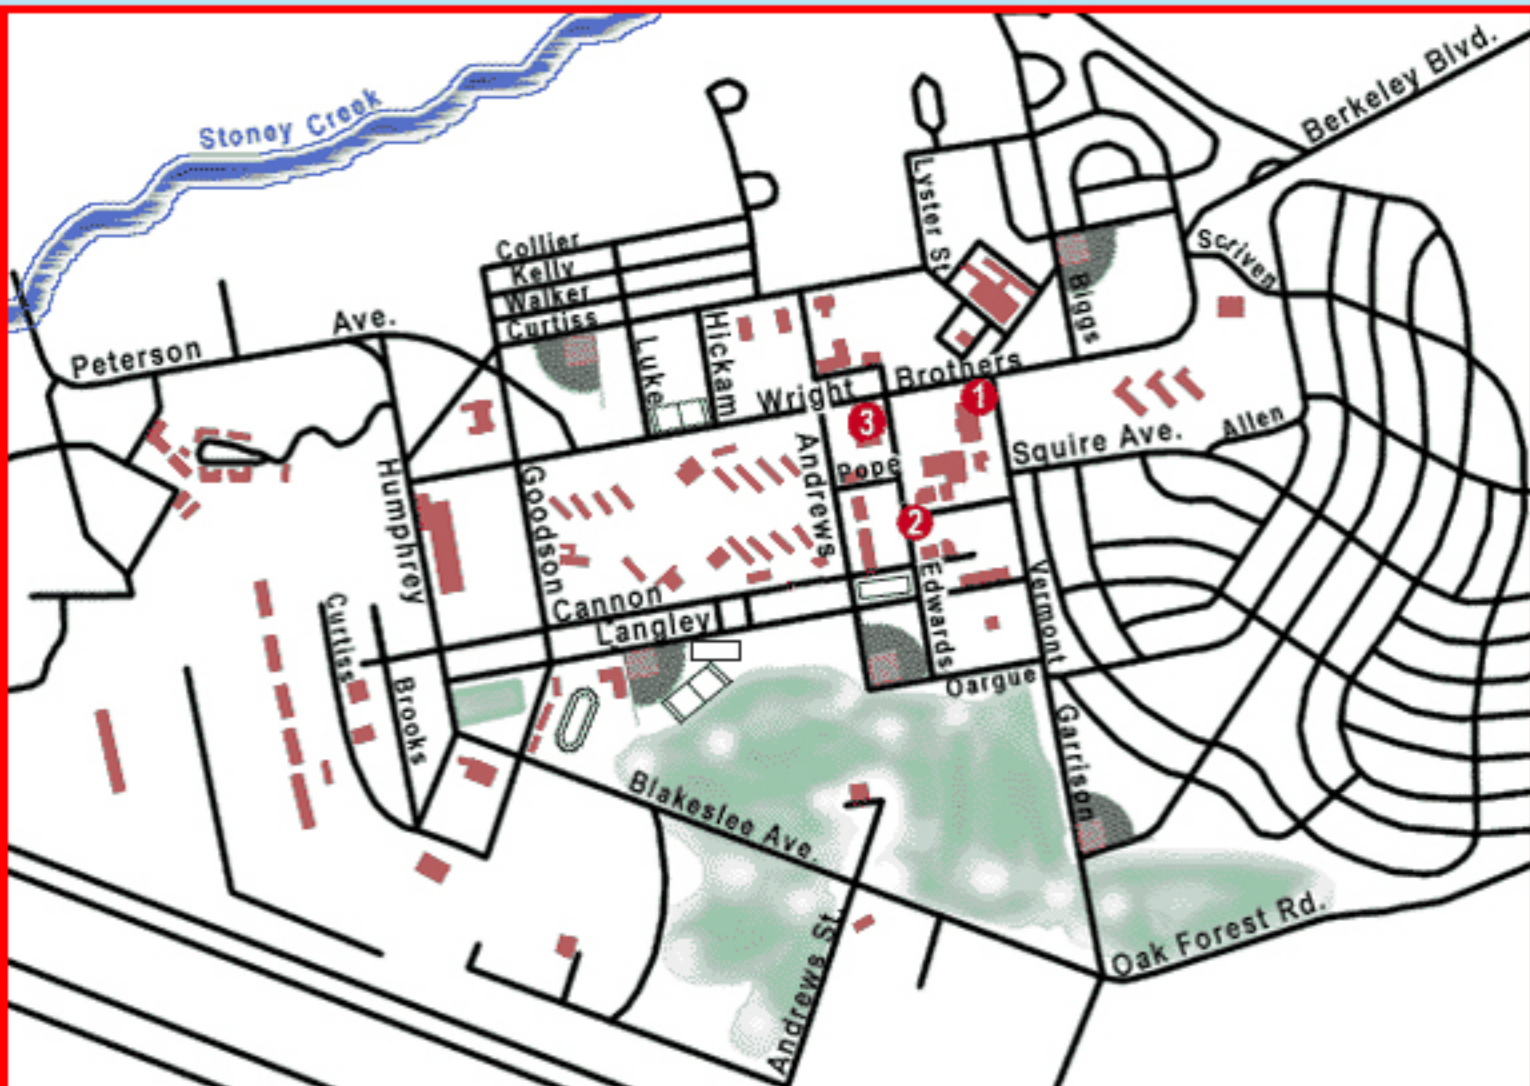 Berkeley Blvd.
Stoney Creek
Lyster St.
Scriven
Collier
Kelly
Walker
Curtiss
Biggs
Peterson
Ave.
Luke
Hickam
Wright
Brothers
1
3
Andrews
Pope
Squire Ave.
Allen
Humphrey
Goodson
2
Edwards
Vermont
Cannon
Langley
Curtiss
Brooks
Oargue
Garrison
Blakeslee Ave.
Andrews St.
Oak Forest Rd.